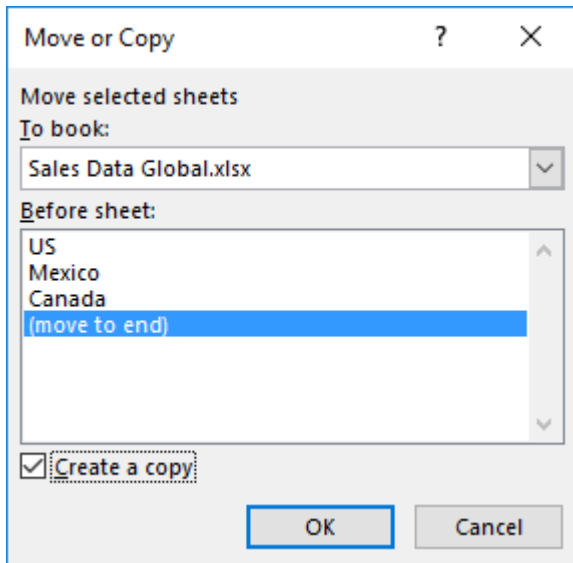 Move or Copy ?
Move selected sheets
To book:
Sales Data Global.xlsx
Before sheet:
US
Mexico
Canada
(move to end)
Create a copy
OK Cancel